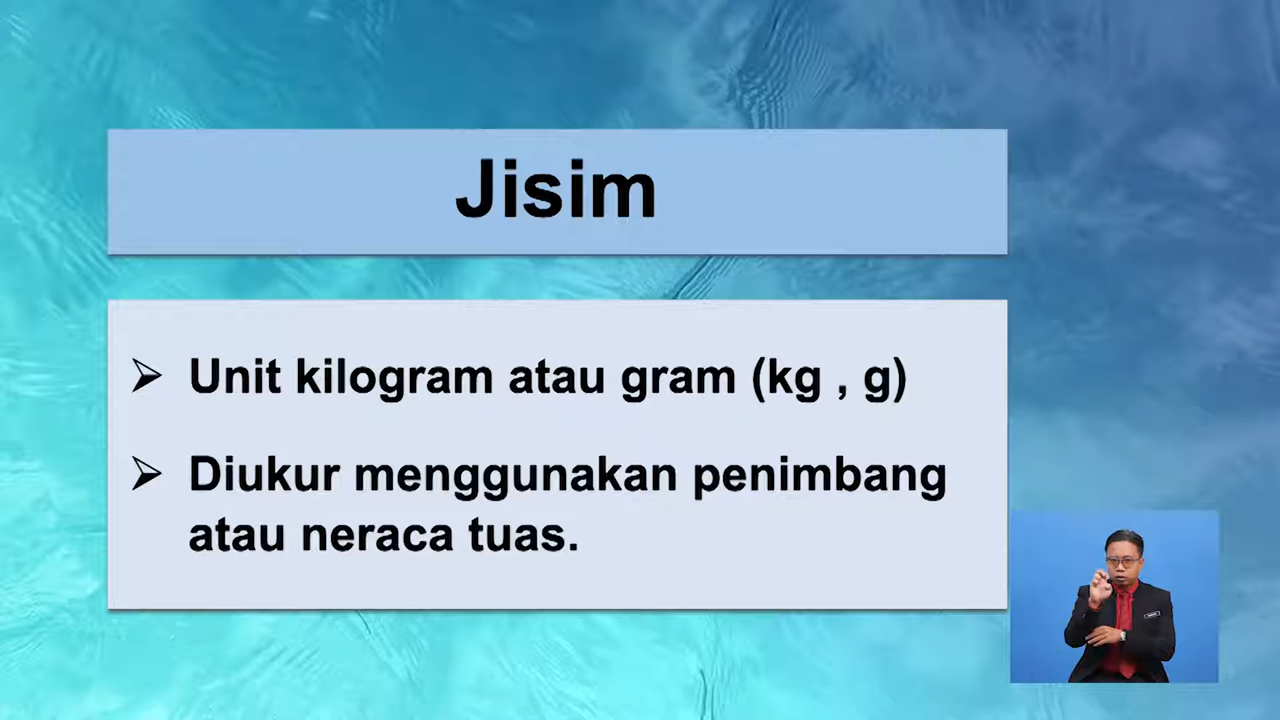 Jisim
➢ Unit kilogram atau gram (kg , g)
➢ Diukur menggunakan penimbang
atau neraca tuas.